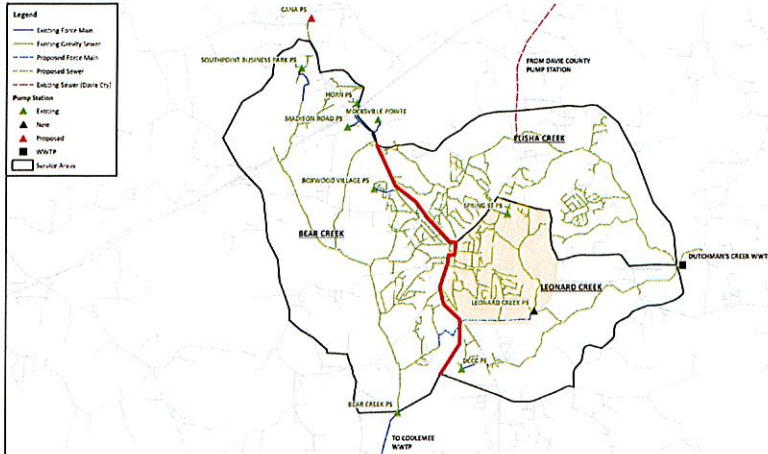 Legend
Existing Force Main
Existing Gravity Sewer
Proposed Force Main
Proposed Sewer
Existing Sewer (Davie Cty)
Pump Station
Existing
New
Proposed
WWTP
Service Areas
CANA PS
SOUTHPOINT BUSINESS PARK PS
HORN PS
MOCKSVILLE POINTE
MADISON ROAD PS
FROM DAVIE COUNTY
PUMP STATION
ELISHA CREEK
BOXWOOD VILLAGE PS
SPRING ST PS
BEAR CREEK
DUTCHMAN'S CREEK WWT
LEONARD CREEK
LEONARD CREEK PS
DCCC PS
BEAR CREEK PS
TO COOLEMEE
WWTP